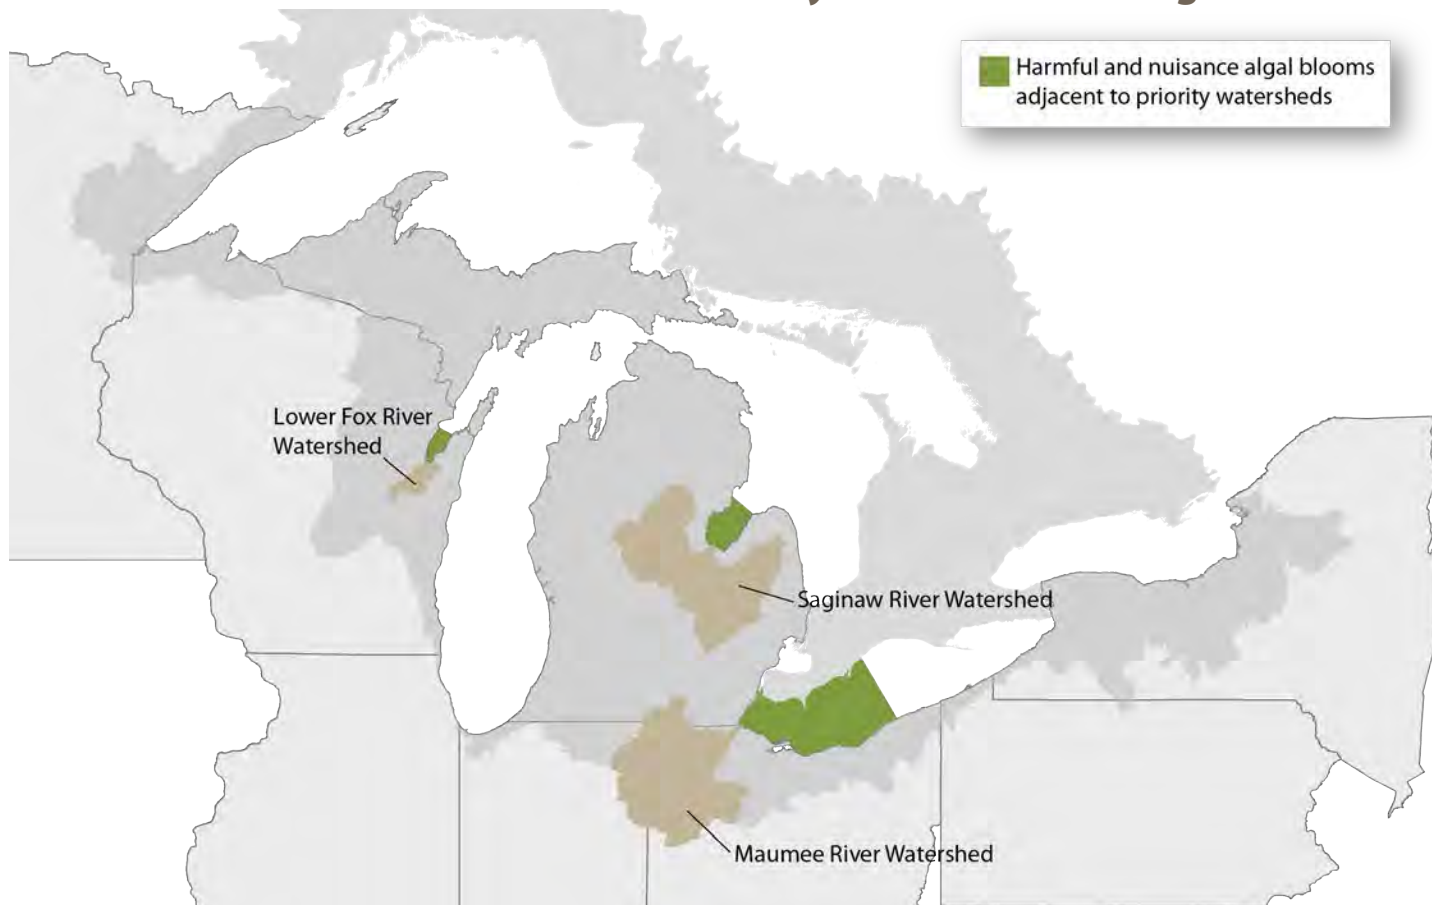 Harmful and nuisance algal blooms
adjacent to priority watersheds
Lower Fox River
Watershed
Saginaw River Watershed
Maumee River Watershed